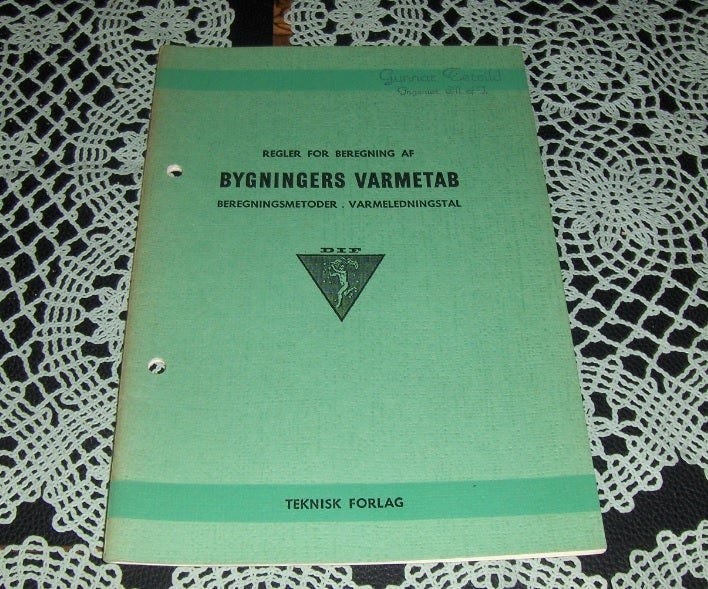 Gunnar
REGLER FOR BEREGNING AF
BYGNINGERS VARMETAB
BEREGNINGSMETODER . VARMELEDNINGSTAL
DIF
TEKNISK FORLAG